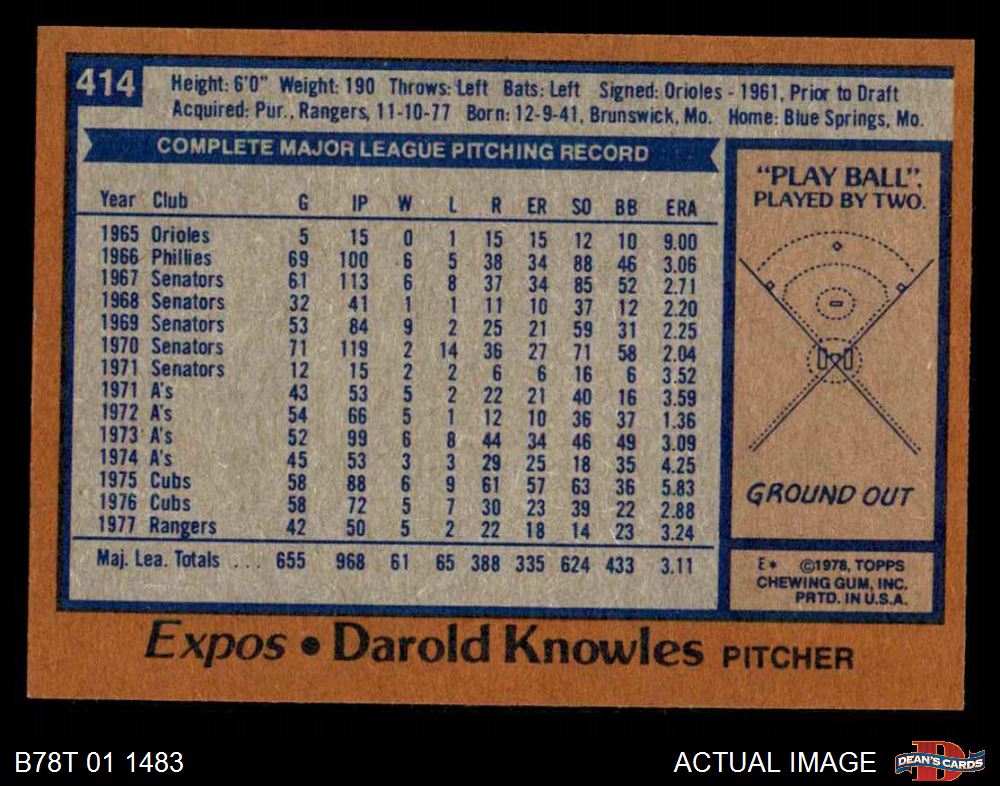 414
Height: 6'0" Weight: 190 Throws: Left Bats: Left Signed: Orioles - 1961, Prior to Draft
Acquired: Pur., Rangers, 11-10-77 Born: 12-9-41, Brunswick, Mo. Home: Blue Springs, Mo.
COMPLETE MAJOR LEAGUE PITCHING RECORD
Year Club G IP W L R ER SO BB ERA
1965 Orioles 5 15 0 1 15 15 12 10 9.00
1966 Phillies 69 100 6 5 38 34 88 46 3.06
1967 Senators 61 113 6 8 37 34 85 52 2.71
1968 Senators 32 41 1 1 11 10 37 12 2.20
1969 Senators 53 84 9 2 25 21 59 31 2.25
1970 Senators 71 119 2 14 36 27 71 58 2.04
1971 Senators 12 15 2 2 6 6 16 6 3.52
1971 A's 43 53 5 2 22 21 40 16 3.59
1972 A's 54 66 5 1 12 10 36 37 1.36
1973 A's 52 99 6 8 44 34 46 49 3.09
1974 A's 45 53 3 3 29 25 18 35 4.25
1975 Cubs 58 88 6 9 61 57 63 36 5.83
1976 Cubs 58 72 5 7 30 23 39 22 2.88
1977 Rangers 42 50 5 2 22 18 14 23 3.24
Maj. Lea. Totals ... 655 968 61 65 388 335 624 433 3.11
"PLAY BALL".
PLAYED BY TWO.
GROUND OUT
E* ©1978, TOPPS
CHEWING GUM, INC.
PRTD. IN U.S.A.
Expos • Darold Knowles PITCHER
B78T 01 1483
ACTUAL IMAGE
D
DEAN'S CARDS